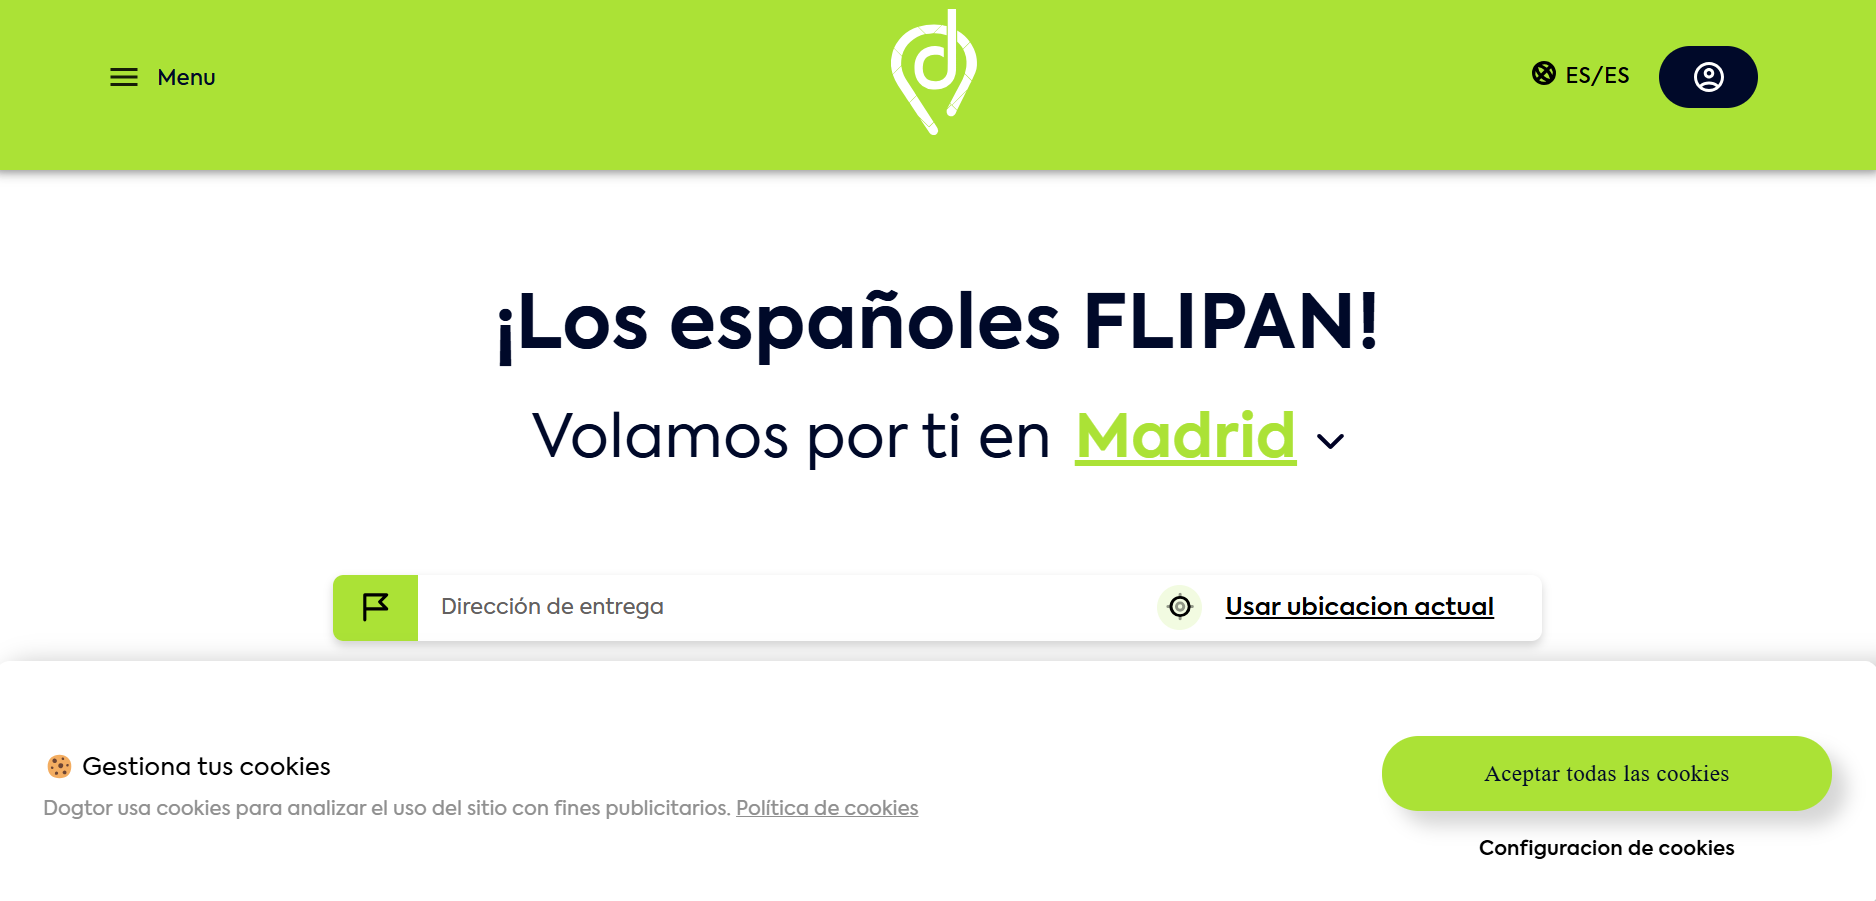 Menu
ES/ES
¡Los españoles FLIPAN!
Volamos por ti en Madrid
Dirección de entrega
Usar ubicacion actual
Gestiona tus cookies
Dogtor usa cookies para analizar el uso del sitio con fines publicitarios. Política de cookies
Aceptar todas las cookies
Configuracion de cookies